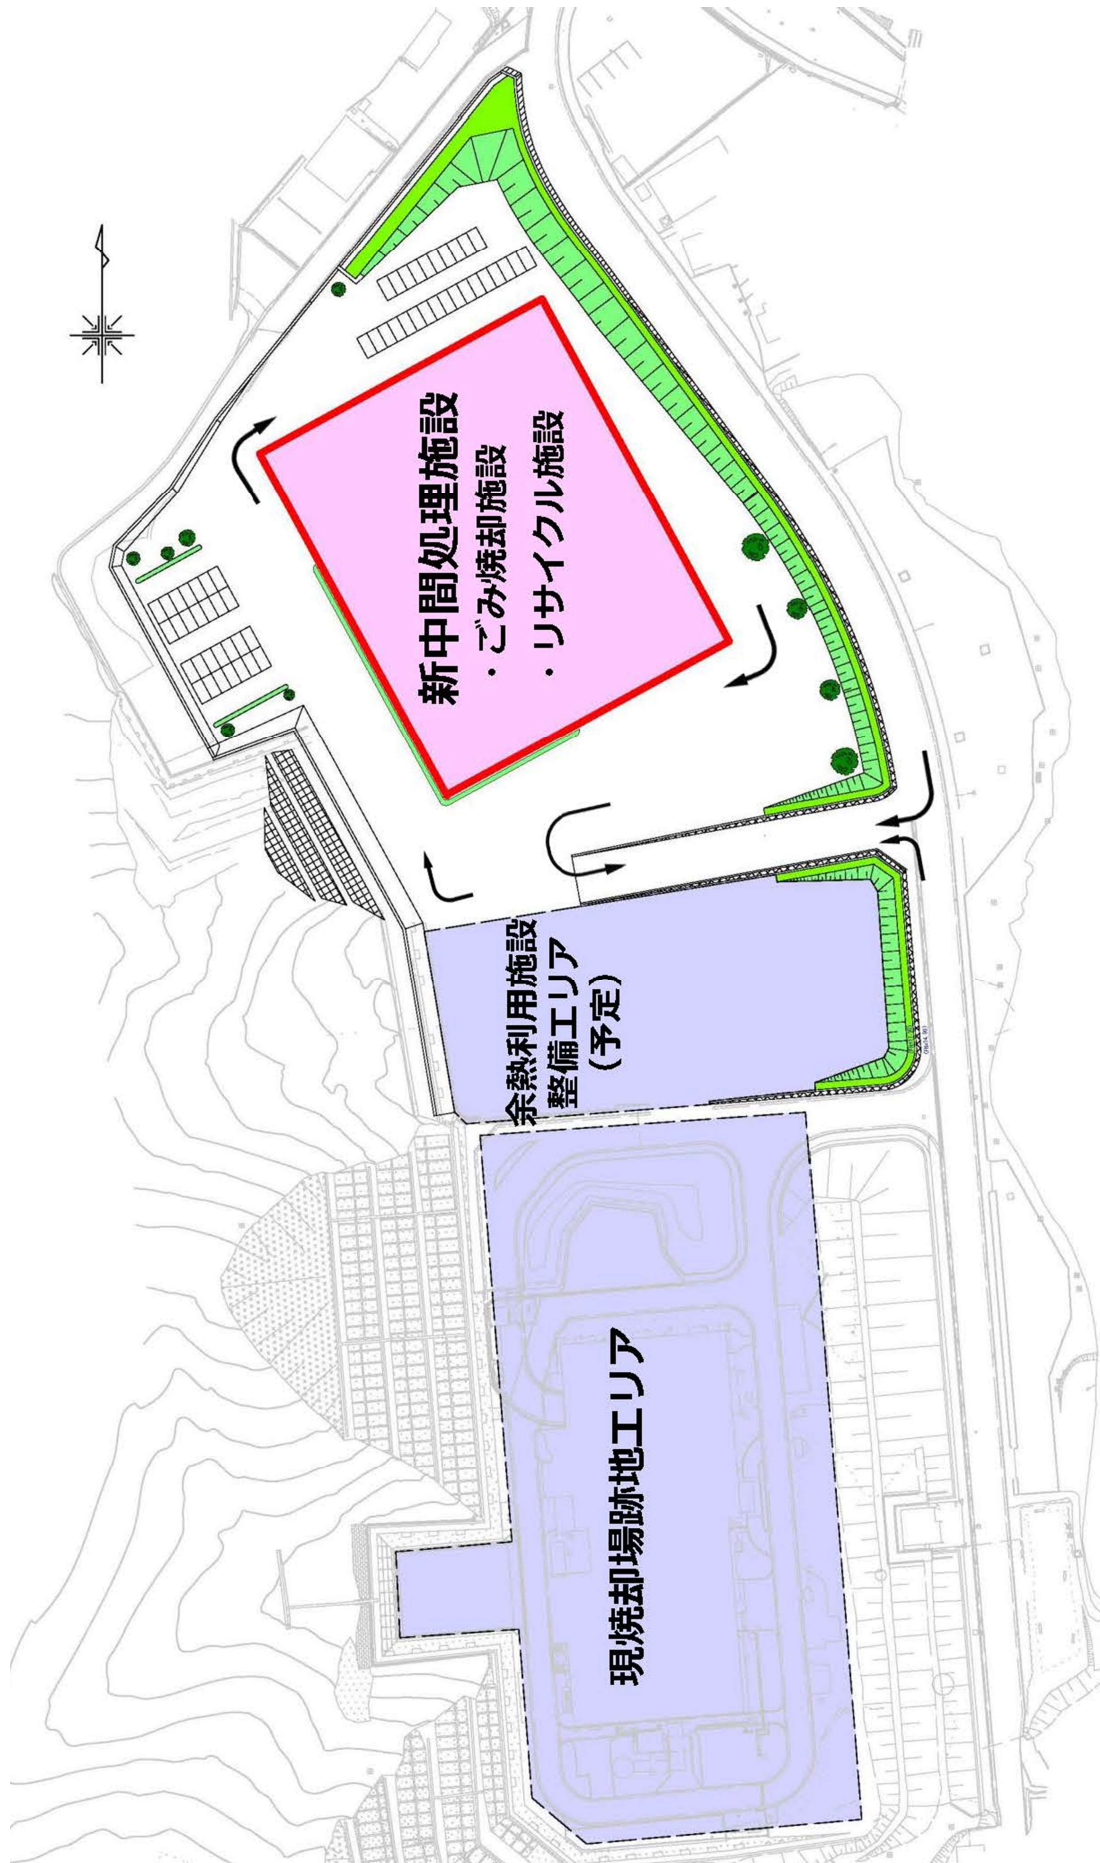 新中間処理施設
・ごみ焼却施設
・リサイクル施設
余熱利用施設
整備エリア
(予定)
現焼却場跡地エリア